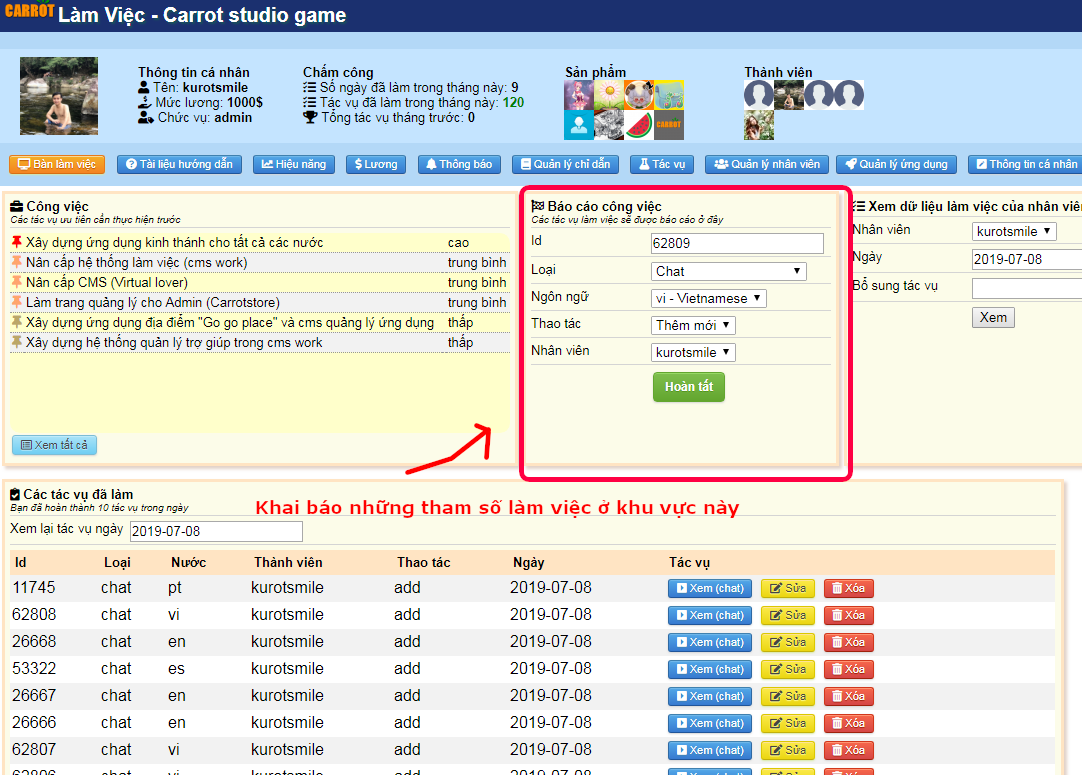 CARROT Làm Việc - Carrot studio game
Thông tin cá nhân
Tên: kurotsmile
Mức lương: 1000$
Chức vụ: admin
Chấm công
Số ngày đã làm trong tháng này: 9
Tác vụ đã làm trong tháng này: 120
Tổng tác vụ tháng trước: 0
Sản phẩm
CARROT
Thành viên
Bàn làm việc Tài liệu hướng dẫn Hiệu năng $ Lương Thông báo Quản lý chỉ dẫn Tác vụ Quản lý nhân viên Quản lý ứng dụng Thông tin cá nhân
Công việc
Các tác vụ ưu tiên cần thực hiện trước
Xây dựng ứng dụng kinh thánh cho tất cả các nước cao
Nân cấp hệ thống làm việc (cms work) trung bình
Nân cấp CMS (Virtual lover) trung bình
Làm trang quảng lý cho Admin (Carrotstore) trung bình
Xây dựng ứng dụng địa điểm "Go go place" và cms quảng lý ứng dụng thấp
Xây dựng hệ thống quản lý trợ giúp trong cms work thấp
Xem tất cả
Báo cáo công việc
Các tác vụ làm việc sẽ được báo cáo ở đây
Id 62809
Loại Chat
Ngôn ngữ vi - Vietnamese
Thao tác Thêm mới
Nhân viên kurotsmile
Hoàn tất
Xem dữ liệu làm việc của nhân viên
Nhân viên kurotsmile
Ngày 2019-07-08
Bổ sung tác vụ
Xem
Khai báo những tham số làm việc ở khu vực này
Các tác vụ đã làm
Bạn đã hoàn thành 10 tác vụ trong ngày
Xem lại tác vụ ngày 2019-07-08
Id Loại Nước Thành viên Thao tác Ngày Tác vụ
11745 chat pt kurotsmile add 2019-07-08 Xem (chat) Sửa Xóa
62808 chat vi kurotsmile add 2019-07-08 Xem (chat) Sửa Xóa
26668 chat en kurotsmile add 2019-07-08 Xem (chat) Sửa Xóa
53322 chat es kurotsmile add 2019-07-08 Xem (chat) Sửa Xóa
26667 chat en kurotsmile add 2019-07-08 Xem (chat) Sửa Xóa
26666 chat en kurotsmile add 2019-07-08 Xem (chat) Sửa Xóa
62807 chat vi kurotsmile add 2019-07-08 Xem (chat) Sửa Xóa
62806 chat vi kurotsmile add 2019-07-08